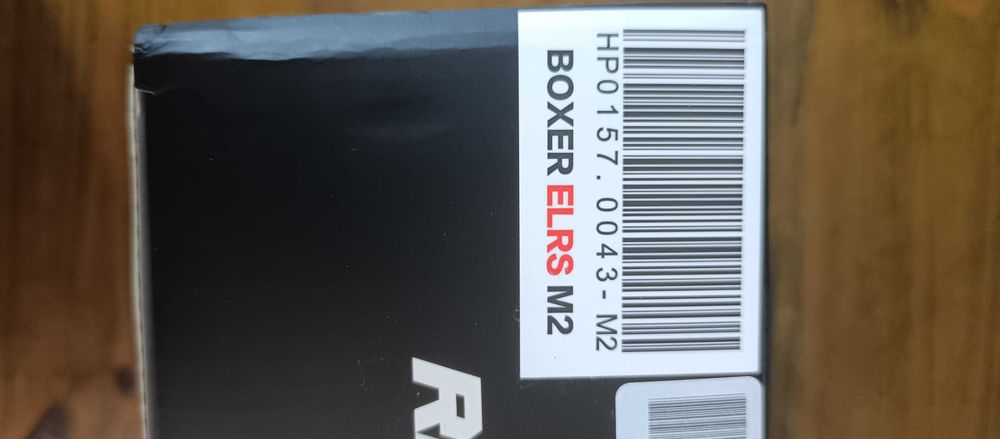 HP0157.0043-M2
BOXER ELRS M2
R